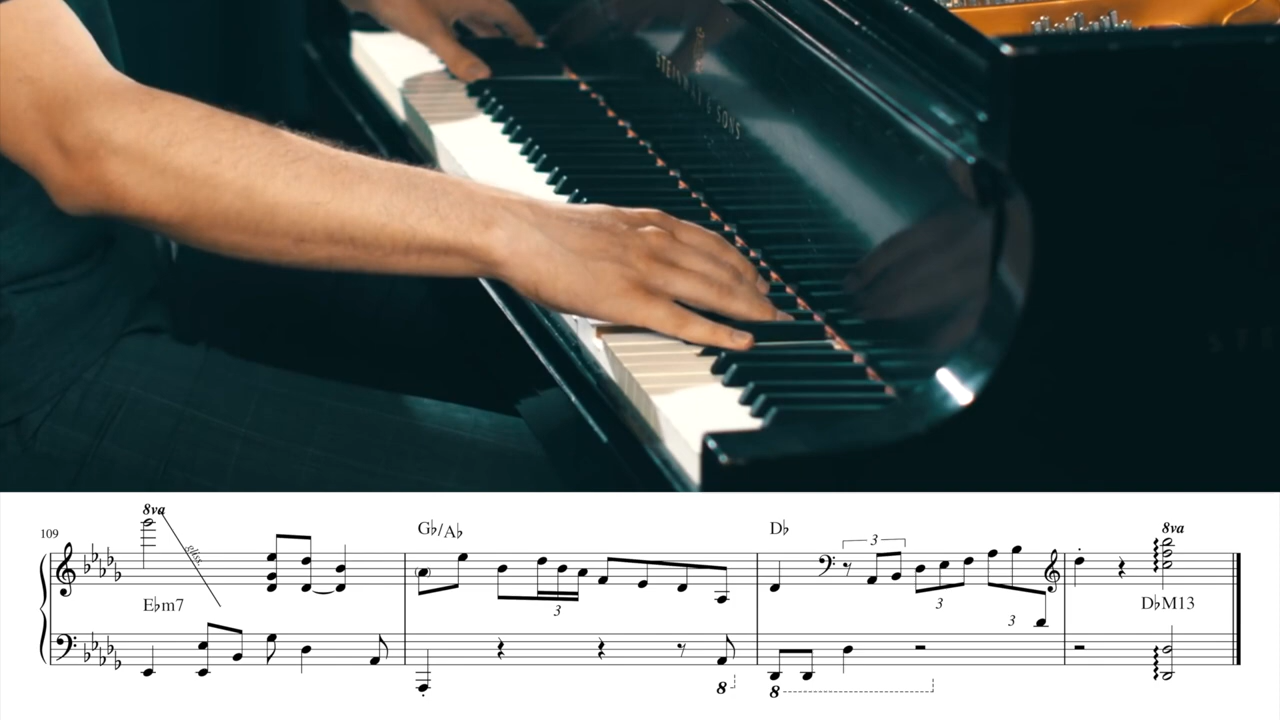 STEINWAY & SONS
8va
109
gliss.
G♭/A♭
D♭
3
8va
E♭m7
3
3
3
D♭M13
8
8